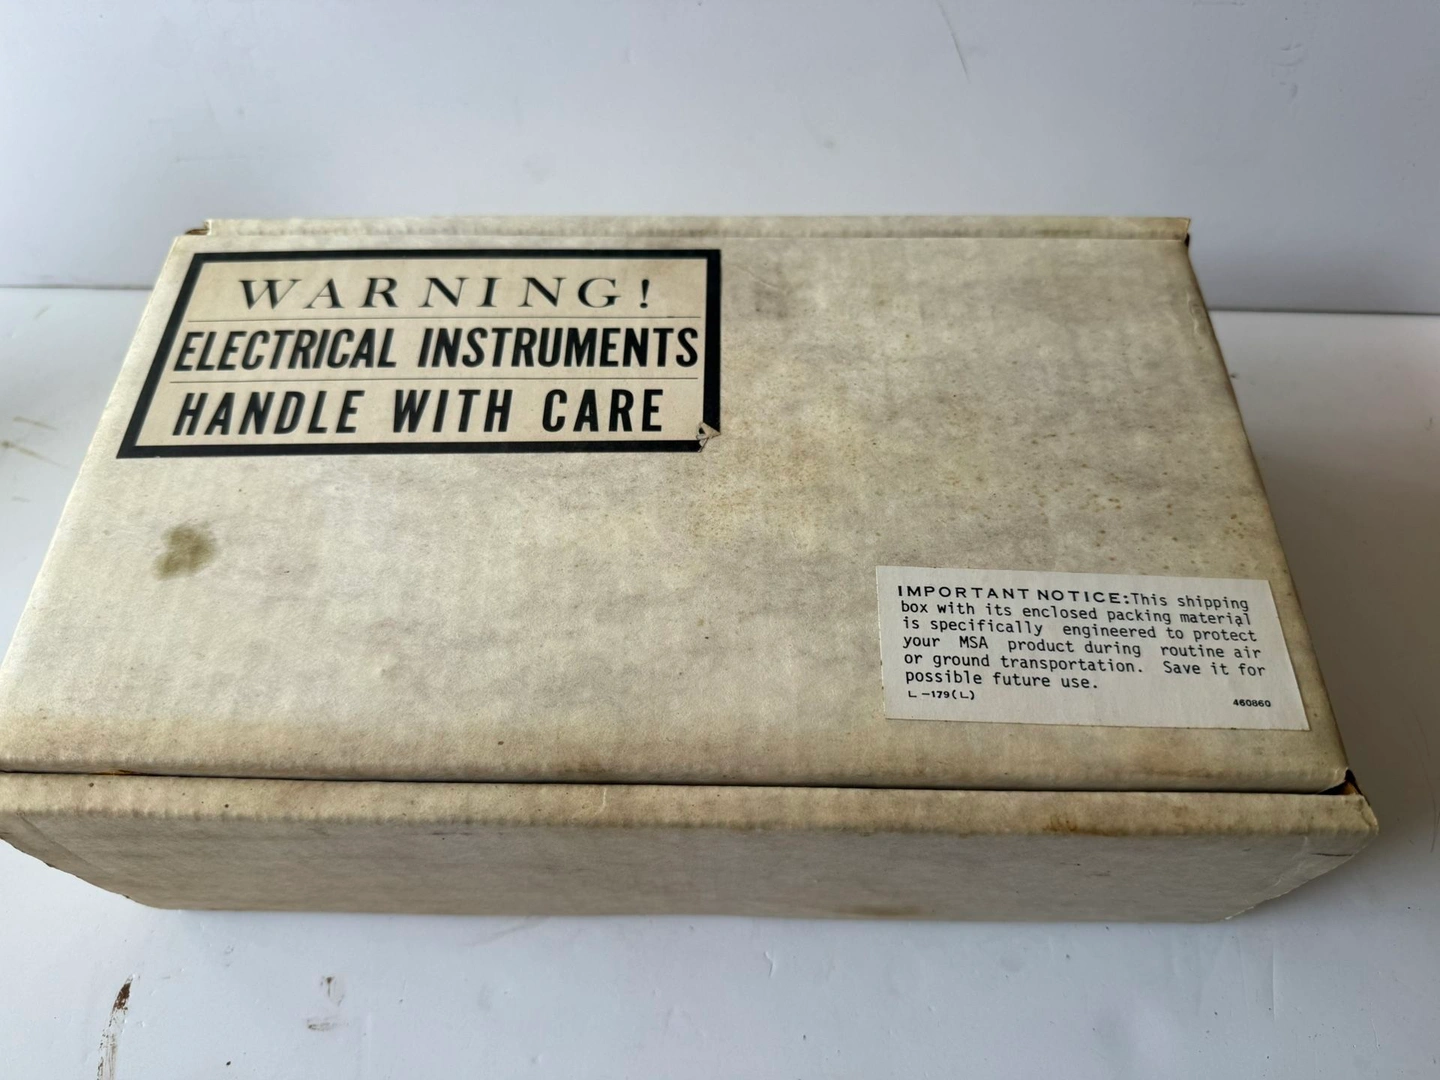 WARNING!
ELECTRICAL INSTRUMENTS
HANDLE WITH CARE
IMPORTANT NOTICE:This shipping
box with its enclosed packing material
is specifically engineered to protect
your MSA product during routine air
or ground transportation. Save it for
possible future use.
L-179(L)
460860